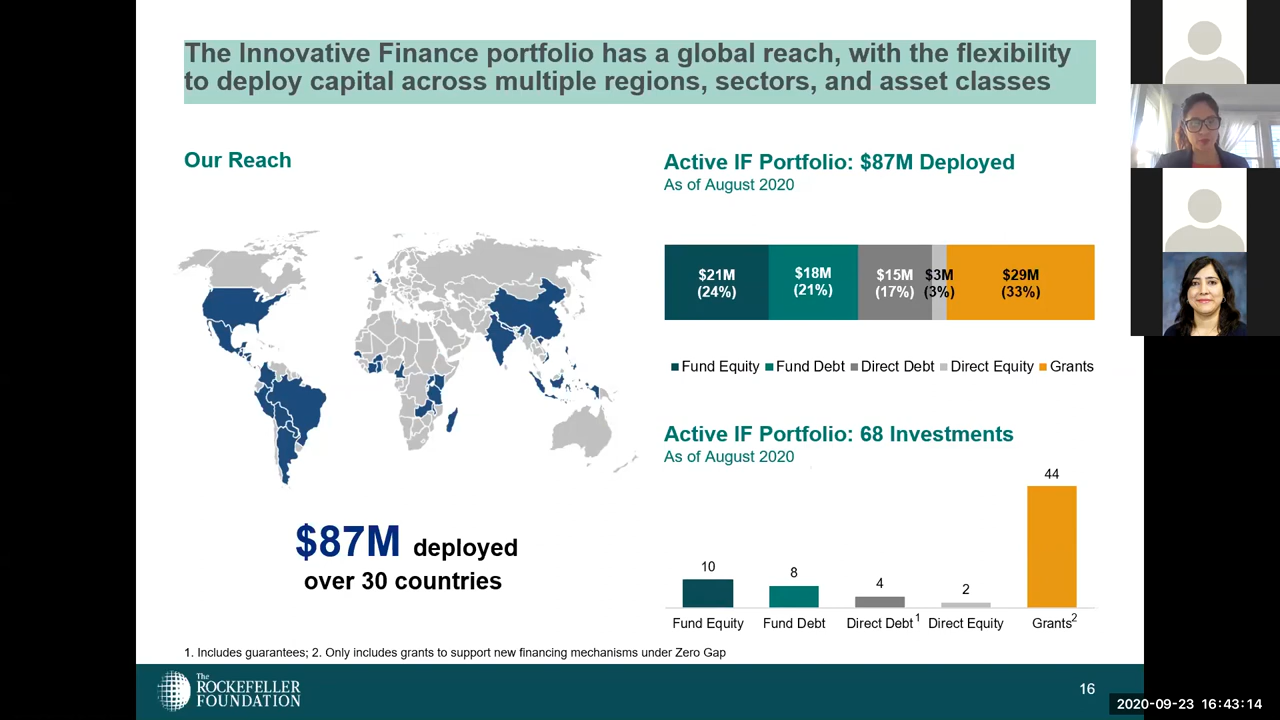 The Innovative Finance portfolio has a global reach, with the flexibility
to deploy capital across multiple regions, sectors, and asset classes
Our Reach
$87M deployed
over 30 countries
Active IF Portfolio: $87M Deployed
As of August 2020
$21M
(24%)
$18M
(21%)
$15M
(17%)
$3M
(3%)
$29M
(33%)
Fund Equity Fund Debt Direct Debt Direct Equity Grants
Active IF Portfolio: 68 Investments
As of August 2020
10
8
4
2
44
Fund Equity Fund Debt Direct Debt1 Direct Equity Grants2
1. Includes guarantees; 2. Only includes grants to support new financing mechanisms under Zero Gap
The
ROCKEFELLER
FOUNDATION
16
2020-09-23 16:43:14